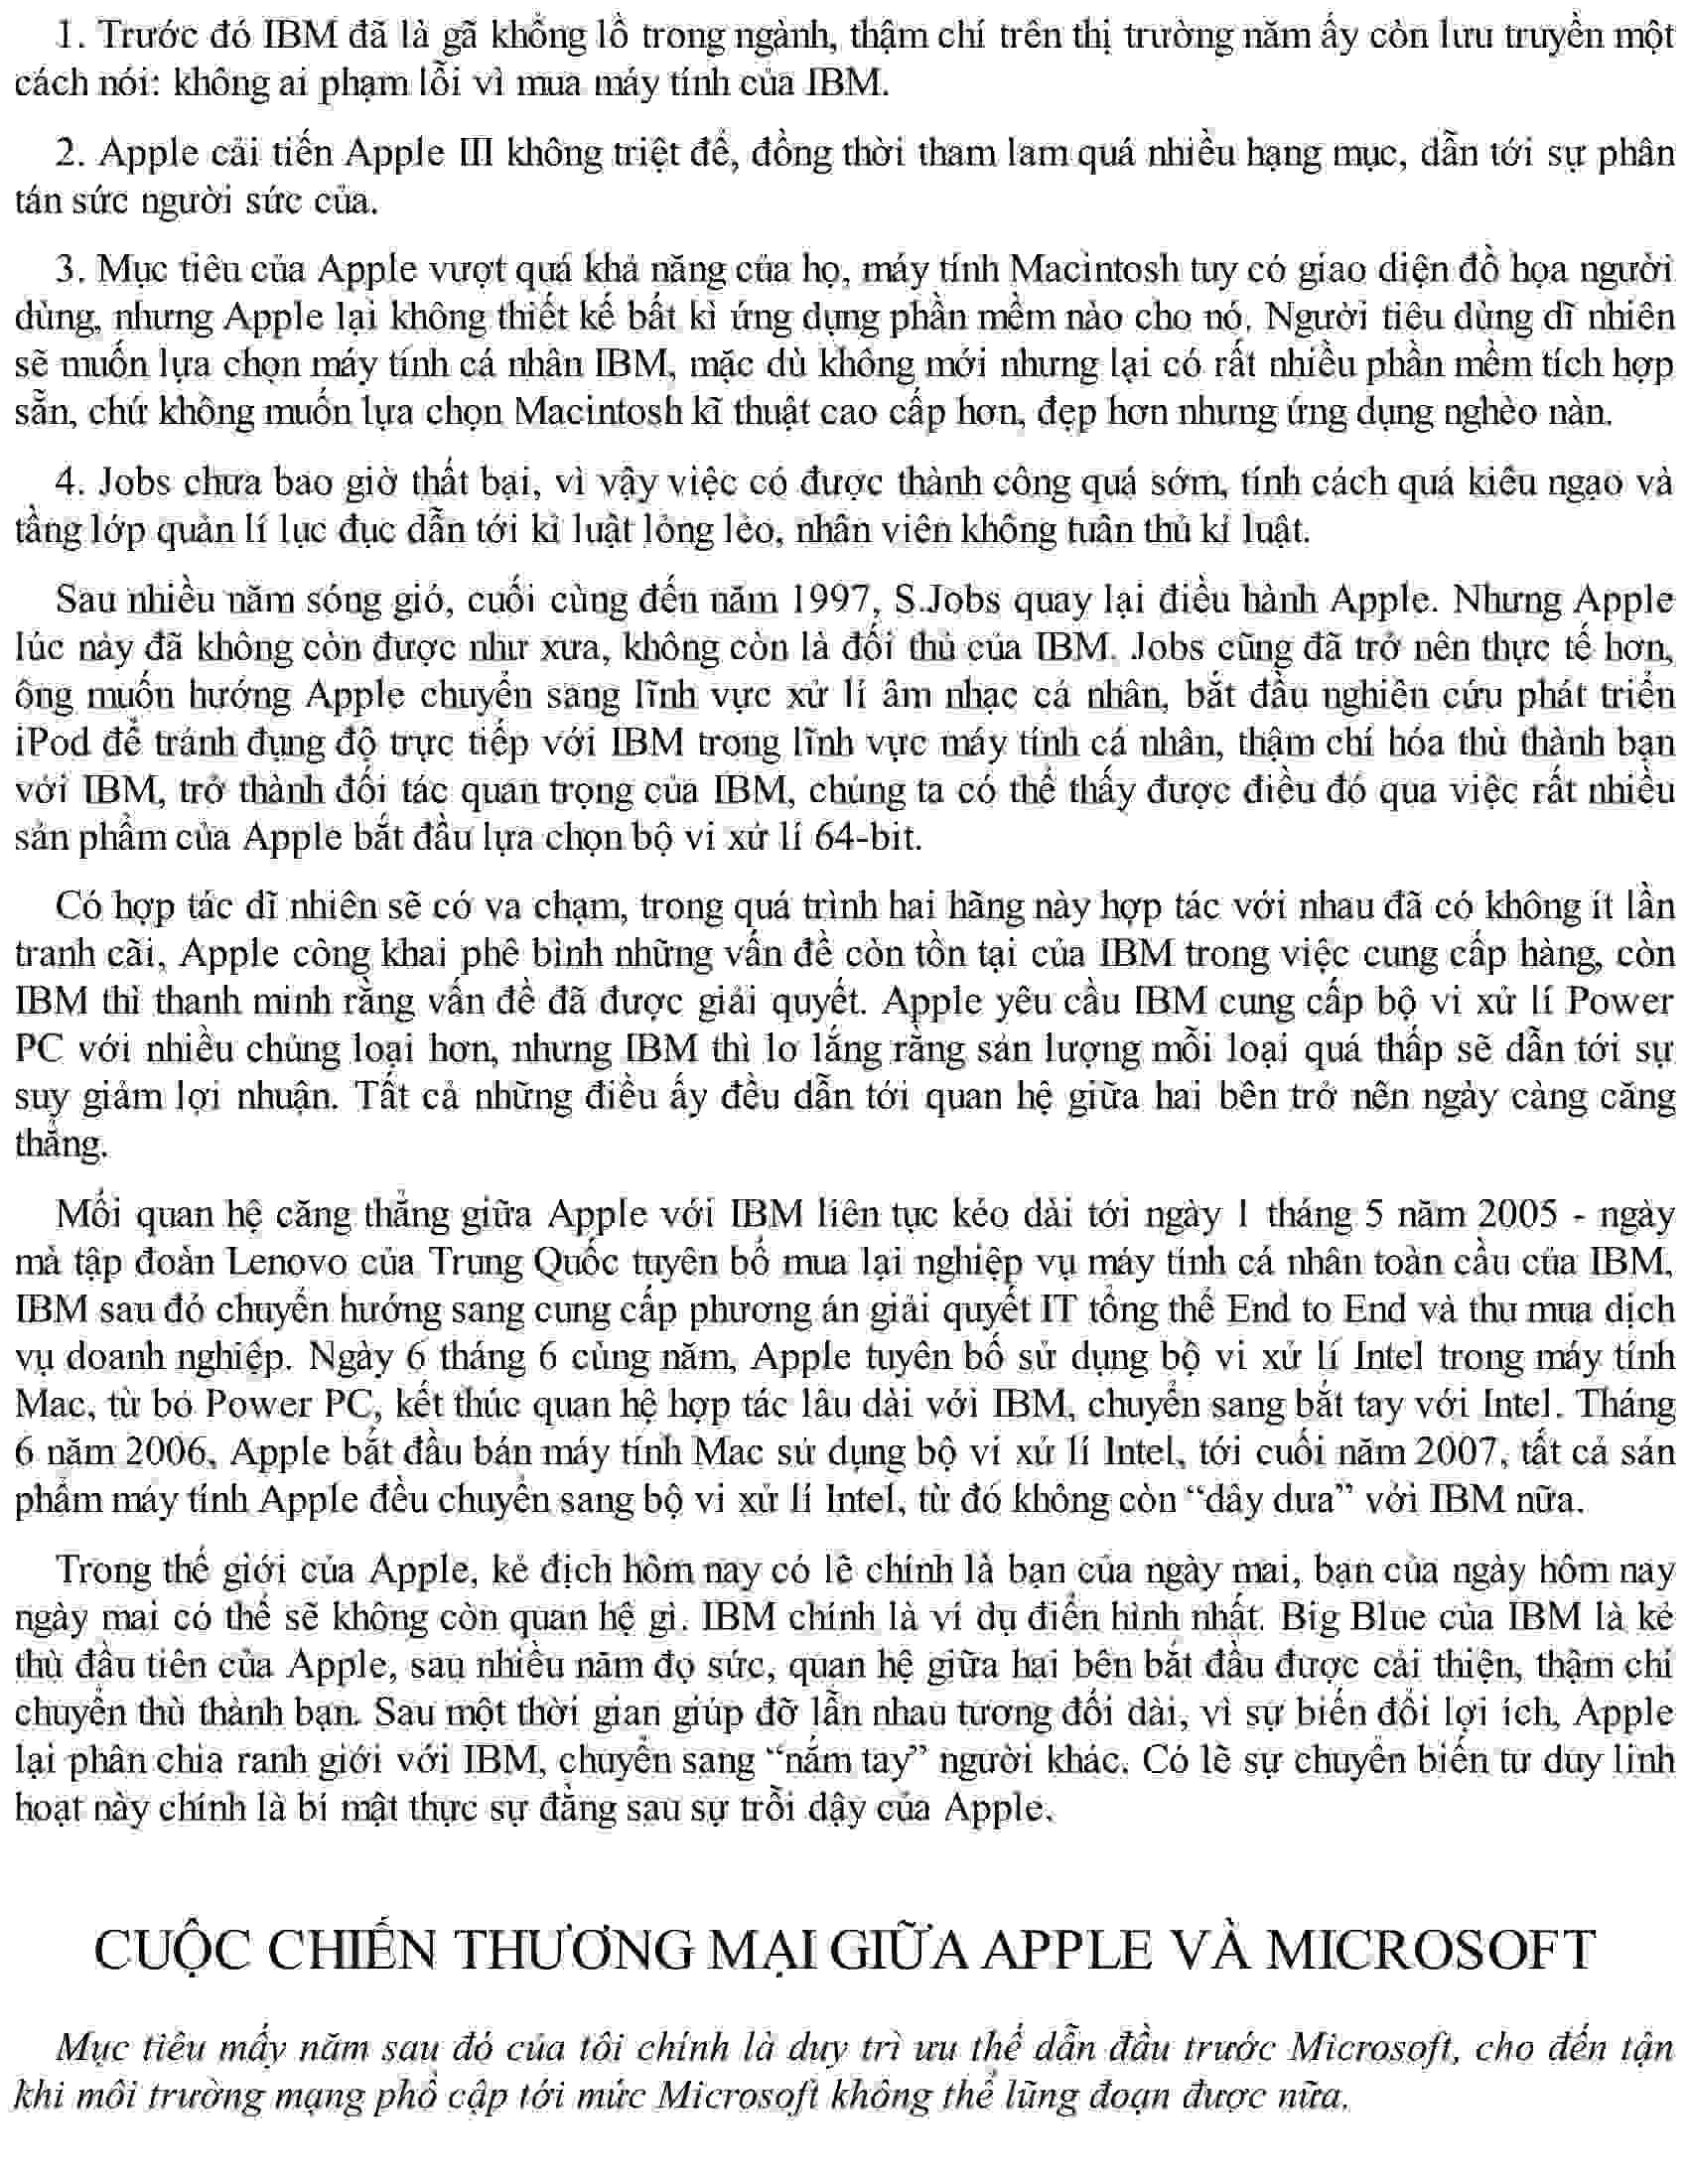 1. Trước đó IBM đã là gã khổng lồ trong ngành, thậm chí trên thị trường năm ấy còn lưu truyền một
cách nói: không ai phạm lỗi vì mua máy tính của IBM.
2. Apple cải tiến Apple III không triệt để, đồng thời tham lam quá nhiều hạng mục, dẫn tới sự phân
tán sức người sức của.
3. Mục tiêu của Apple vượt quá khả năng của họ, máy tính Macintosh tuy có giao diện đồ họa người
dùng, nhưng Apple lại không thiết kế bất kì ứng dụng phần mềm nào cho nó. Người tiêu dùng dĩ nhiên
sẽ muốn lựa chọn máy tính cá nhân IBM, mặc dù không mới nhưng lại có rất nhiều phần mềm tích hợp
sẵn, chứ không muốn lựa chọn Macintosh kĩ thuật cao cấp hơn, đẹp hơn nhưng ứng dụng nghèo nàn.
4. Jobs chưa bao giờ thất bại, vì vậy việc có được thành công quá sớm, tính cách quá kiêu ngạo và
tầng lớp quản lí lục đục dẫn tới kỉ luật lỏng lẻo, nhân viên không tuân thủ kỉ luật.
Sau nhiều năm sóng gió, cuối cùng đến năm 1997, S.Jobs quay lại điều hành Apple. Nhưng Apple
lúc này đã không còn được như xưa, không còn là đối thủ của IBM. Jobs cũng đã trở nên thực tế hơn,
ông muốn hướng Apple chuyển sang lĩnh vực xử lí âm nhạc cá nhân, bắt đầu nghiên cứu phát triển
iPod để tránh đụng độ trực tiếp với IBM trong lĩnh vực máy tính cá nhân, thậm chí hóa thù thành bạn
với IBM, trở thành đối tác quan trọng của IBM, chúng ta có thể thấy được điều đó qua việc rất nhiều
sản phẩm của Apple bắt đầu lựa chọn bộ vi xử lí 64-bit.
Có hợp tác dĩ nhiên sẽ có va chạm, trong quá trình hai hãng này hợp tác với nhau đã có không ít lần
tranh cãi, Apple công khai phê bình những vấn đề còn tồn tại của IBM trong việc cung cấp hàng, còn
IBM thì thanh minh rằng vấn đề đã được giải quyết. Apple yêu cầu IBM cung cấp bộ vi xử lí Power
PC với nhiều chủng loại hơn, nhưng IBM thì lo lắng rằng sản lượng mỗi loại quá thấp sẽ dẫn tới sự
suy giảm lợi nhuận. Tất cả những điều ấy đều dẫn tới quan hệ giữa hai bên trở nên ngày càng căng
thẳng.
Mối quan hệ căng thẳng giữa Apple với IBM liên tục kéo dài tới ngày 1 tháng 5 năm 2005 - ngày
mà tập đoàn Lenovo của Trung Quốc tuyên bố mua lại nghiệp vụ máy tính cá nhân toàn cầu của IBM,
IBM sau đó chuyển hướng sang cung cấp phương án giải quyết IT tổng thể End to End và thu mua dịch
vụ doanh nghiệp. Ngày 6 tháng 6 cùng năm, Apple tuyên bố sử dụng bộ vi xử lí Intel trong máy tính
Mac, từ bỏ Power PC, kết thúc quan hệ hợp tác lâu dài với IBM, chuyển sang bắt tay với Intel. Tháng
6 năm 2006, Apple bắt đầu bán máy tính Mac sử dụng bộ vi xử lí Intel, tới cuối năm 2007, tất cả sản
phẩm máy tính Apple đều chuyển sang bộ vi xử lí Intel, từ đó không còn “dây dưa” với IBM nữa.
Trong thế giới của Apple, kẻ địch hôm nay có lẽ chính là bạn của ngày mai, bạn của ngày hôm nay
ngày mai có thể sẽ không còn quan hệ gì. IBM chính là ví dụ điển hình nhất. Big Blue của IBM là kẻ
thù đầu tiên của Apple, sau nhiều năm đọ sức, quan hệ giữa hai bên bắt đầu được cải thiện, thậm chí
chuyển thù thành bạn. Sau một thời gian giúp đỡ lẫn nhau tương đối dài, vì sự biến đổi lợi ích, Apple
lại phân chia ranh giới với IBM, chuyển sang “nắm tay” người khác. Có lẽ sự chuyển biến tư duy linh
hoạt này chính là bí mật thực sự đằng sau sự trỗi dậy của Apple.
CUỘC CHIẾN THƯƠNG MẠI GIỮA APPLE VÀ MICROSOFT
Mục tiêu mấy năm sau đó của tôi chính là duy trì ưu thế dẫn đầu trước Microsoft, cho đến tận
khi môi trường mạng phổ cập tới mức Microsoft không thể lũng đoạn được nữa.